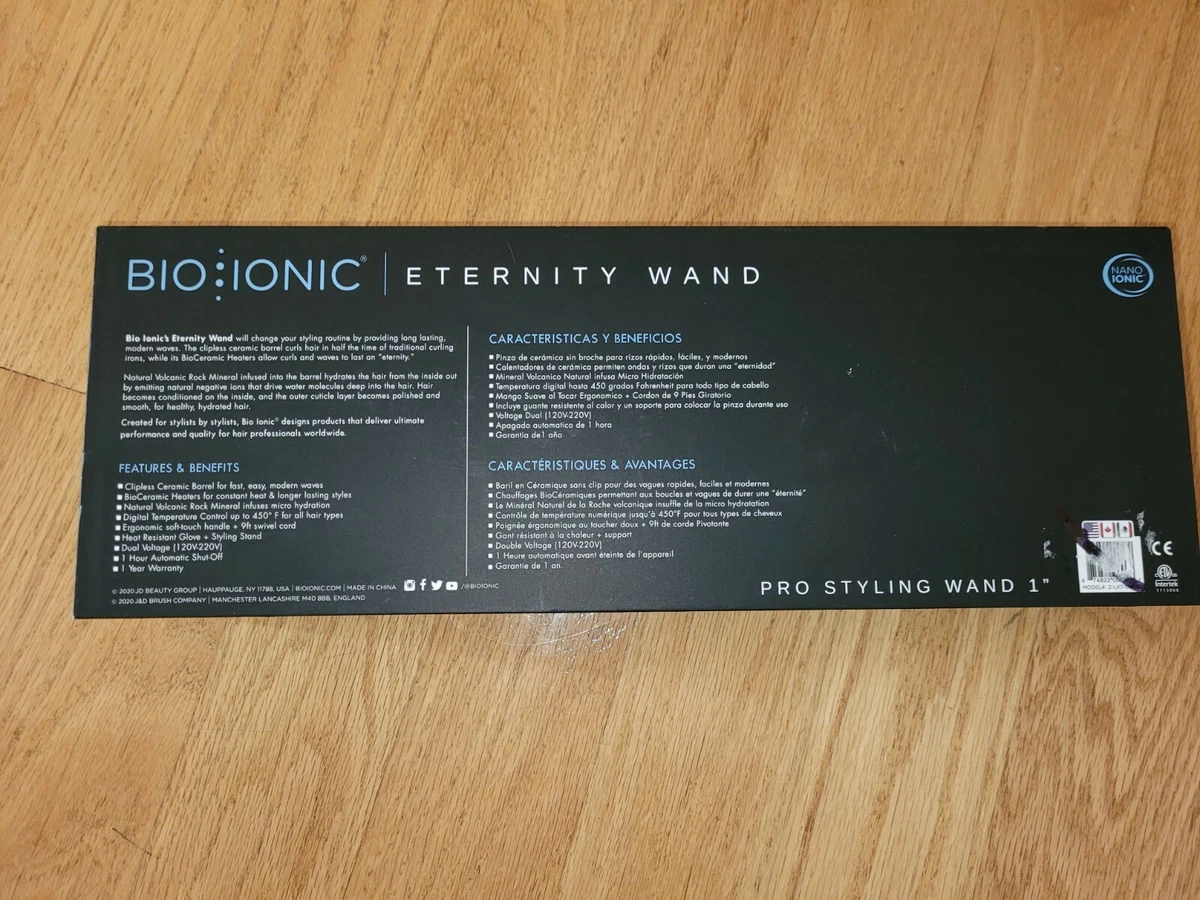 BIO IONIC® | ETERNITY WAND
NANO
IONIC™
Bio Ionic's Eternity Wand will change your styling routine by providing long lasting,
modern waves. The clipless ceramic barrel curls hair in half the time of traditional curling
irons, while its BioCeramic Heaters allow curls and waves to last an "eternity."
Natural Volcanic Rock Mineral infused into the barrel hydrates the hair from the inside out
by emitting natural negative ions that drive water molecules deep into the hair. Hair
becomes conditioned on the inside, and the outer cuticle layer becomes polished and
smooth, for healthy, hydrated hair.
Created for stylists by stylists, Bio Ionic® designs products that deliver ultimate
performance and quality for hair professionals worldwide.
FEATURES & BENEFITS
■ Clipless Ceramic Barrel for fast, easy, modern waves
■ BioCeramic Heaters for constant heat & longer lasting styles
■ Natural Volcanic Rock Mineral infuses micro hydration
■ Digital Temperature Control up to 450° F for all hair types
■ Ergonomic soft-touch handle + 9ft swivel cord
■ Heat Resistant Glove + Styling Stand
■ Dual Voltage (120V-220V)
■ 1 Hour Automatic Shut-Off
■ 1 Year Warranty
© 2020 JD BEAUTY GROUP | HAUPPAUGE, NY 11788, USA | BIOIONIC.COM | MADE IN CHINA /@BIOIONIC
© 2020 J&D BRUSH COMPANY | MANCHESTER LANCASHIRE M40 8BB, ENGLAND
CARACTERISTICAS Y BENEFICIOS
■ Pinza de cerámica sin broche para rizos rápidos, fáciles, y modernos
■ Calentadores de cerámica permiten ondas y rizos que duran una "eternidad"
■ Mineral Volcanico Natural infusa Micro Hidratación
■ Temperatura digital hasta 450 grados Fahrenheit para todo tipo de cabello
■ Mango Suave al Tocar Ergonomico + Cordon de 9 Pies Giratorio
■ Incluye guante resistente al calor y un soporte para colocar la pinza durante uso
■ Voltage Dual (120V-220V)
■ Apagado automatico de 1 hora
■ Garantia de1 año
CARACTÉRISTIQUES & AVANTAGES
■ Baril en Céramique sans clip pour des vagues rapides, faciles et modernes
■ Chauffages BioCéramiques permettant aux boucles et vagues de durer une "éternité"
■ Le Minéral Naturel de la Roche volcanique insuffle de la micro hydratation
■ Contrôle de température numérique jusqu'à 450°F pour tous types de cheveux
■ Poignée érgonomique au toucher doux + 9ft de corde Pivotante
■ Gant résistant à la chaleur + support
■ Double Voltage (120V-220V)
■ 1 Heure automatique avant éteinte de l'appareil
■ Garantie de 1 an.
PRO STYLING WAND 1"
MODEL#:
CE
ETL
Intertek
3115066